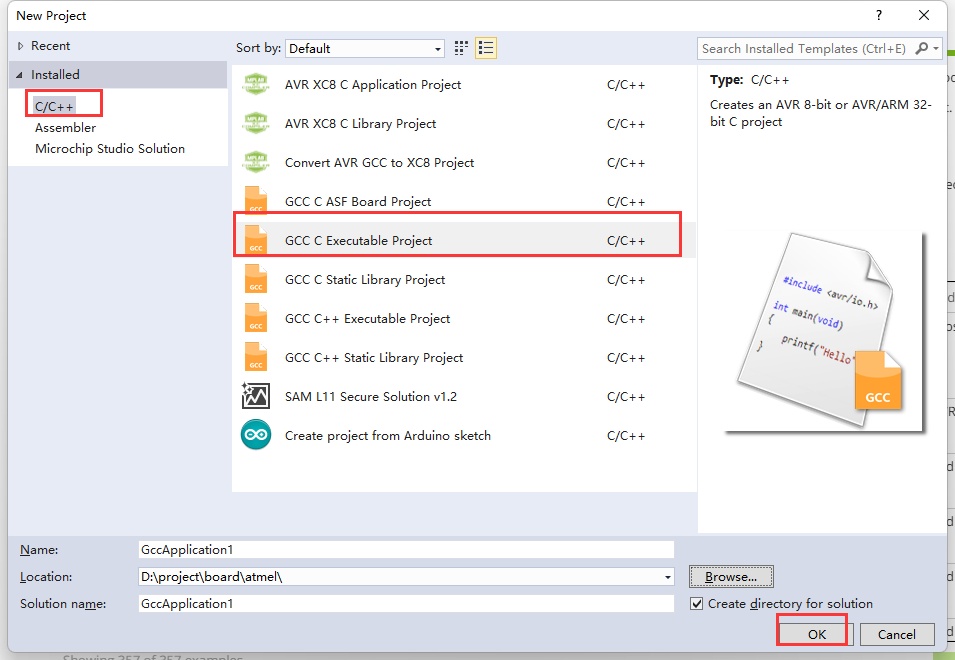 New Project
?
Recent
Installed
C/C++
Assembler
Microchip Studio Solution
Sort by: Default
Search Installed Templates (Ctrl+E)
AVR XC8 C Application Project C/C++
AVR XC8 C Library Project C/C++
Convert AVR GCC to XC8 Project C/C++
GCC C ASF Board Project C/C++
GCC C Executable Project C/C++
GCC C Static Library Project C/C++
GCC C++ Executable Project C/C++
GCC C++ Static Library Project C/C++
SAM L11 Secure Solution v1.2 C/C++
Create project from Arduino sketch C/C++
GCC
GCC
GCC
GCC
GCC
Type: C/C++
Creates an AVR 8-bit or AVR/ARM 32-
bit C project
#include <avr/io.h>
int main(void)
{
printf("Hello"
}
GCC
Name: GccApplication1
Location: D:\project\board\atmel\
Browse...
Solution name: GccApplication1
Create directory for solution
OK
Cancel
Showing 357 of 357 examples